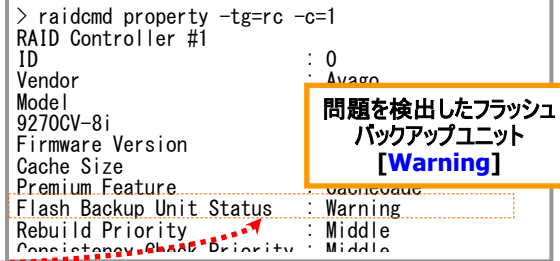 > raidcmd property -tg=rc -c=1
RAID Controller #1
ID : 0
Vendor : Avago
Model
9270CV-8i
Firmware Version
Cache Size
Premium Feature : CacheCade
Flash Backup Unit Status : Warning
Rebuild Priority : Middle
Consistency Check Priority : Middle
問題を検出したフラッシュ
バックアップユニット
[Warning]